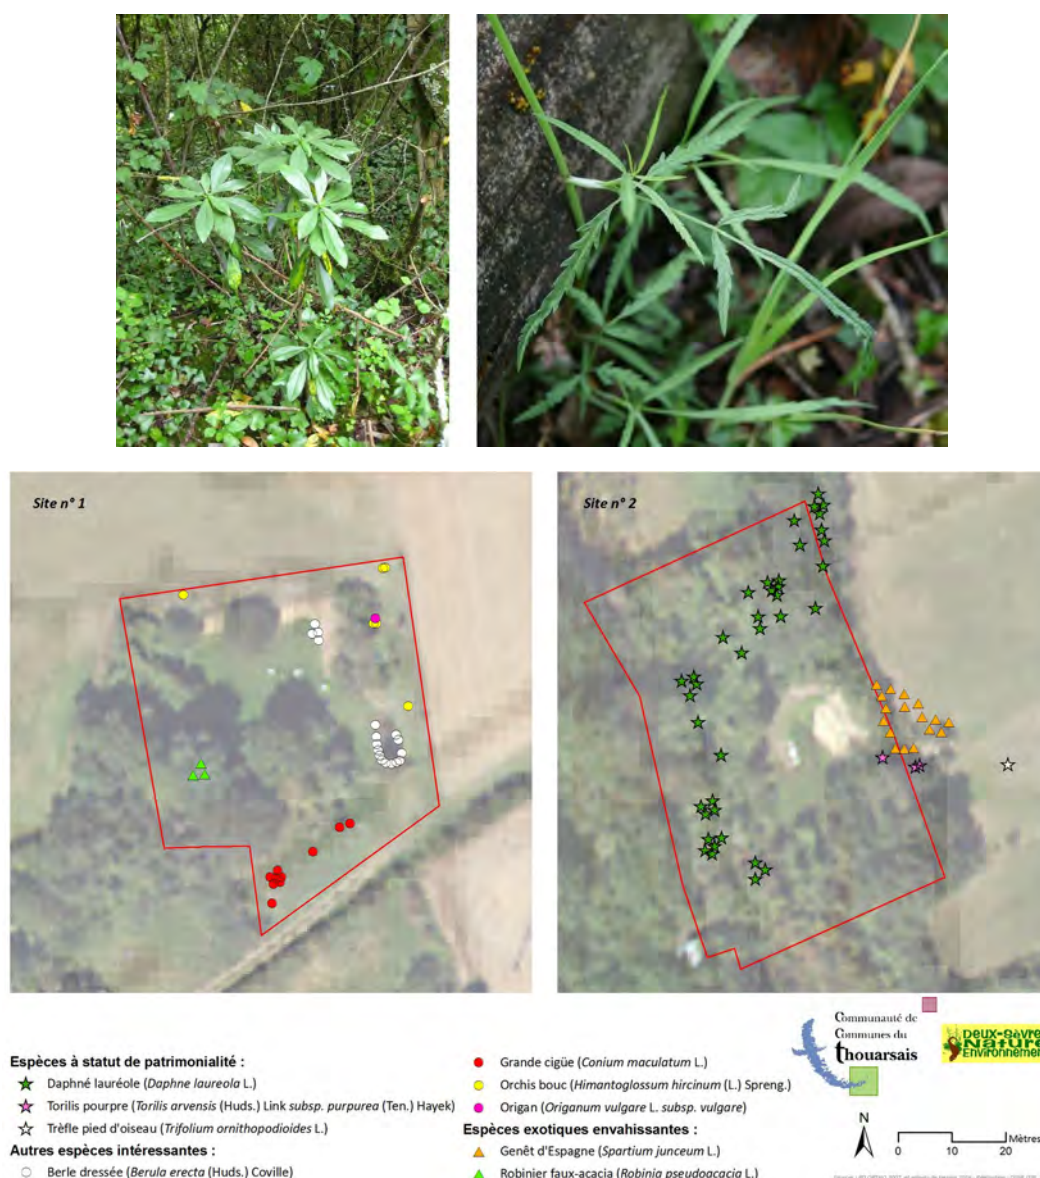 Site n° 1
Site n° 2
Espèces à statut de patrimonialité :
Daphné lauréole (Daphne laureola L.)
Torilis pourpre (Torilis arvensis (Huds.) Link subsp. purpurea (Ten.) Hayek)
Trèfle pied d'oiseau (Trifolium ornithopodioides L.)
Autres espèces intéressantes :
Berle dressée (Berula erecta (Huds.) Coville)
Grande cigüe (Conium maculatum L.)
Orchis bouc (Himantoglossum hircinum (L.) Spreng.)
Origan (Origanum vulgare L. subsp. vulgare)
Espèces exotiques envahissantes :
Genêt d'Espagne (Spartium junceum L.)
Robinier faux-acacia (Robinia pseudoacacia L.)
Communauté de
Communes du
thouarsais
Deux-Sèvres
Nature
Environnement
N
Mètres
0 10 20